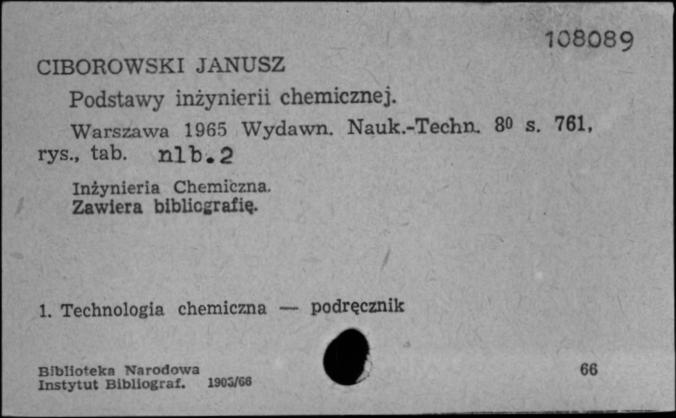 108089
CIBOROWSKI JANUSZ
Podstawy inżynierii chemicznej.
Warszawa 1965 Wydawn. Nauk.-Techn. 8⁰ s. 761,
rys., tab. nlb.2
Inżynieria Chemiczna.
Zawiera bibliografię.
1. Technologia chemiczna — podręcznik
Biblioteka Narodowa 66
Instytut Bibliograf. 1903/66